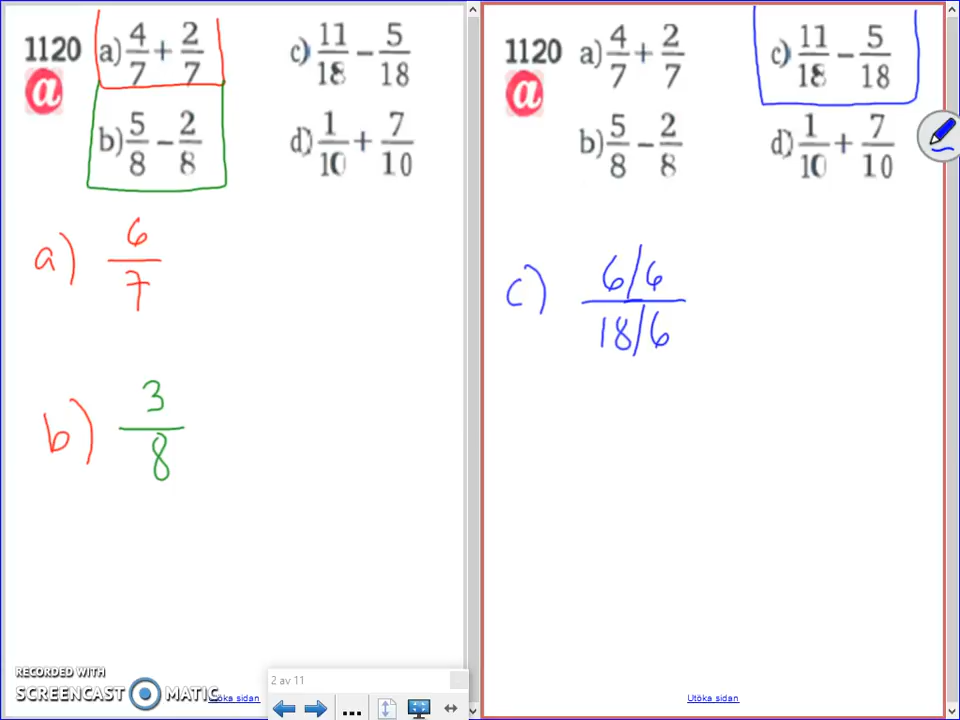 1120 a) 4/7 + 2/7 c) 11/18 − 5/18
a
b) 5/8 − 2/8 d) 1/10 + 7/10
a) 6/7
b) 3/8
RECORDED WITH
SCREENCAST MATIC
Utöka sidan
2 av 11
1120 a) 4/7 + 2/7 c) 11/18 − 5/18
a
b) 5/8 − 2/8 d) 1/10 + 7/10
c) 6/6
18/6
Utöka sidan